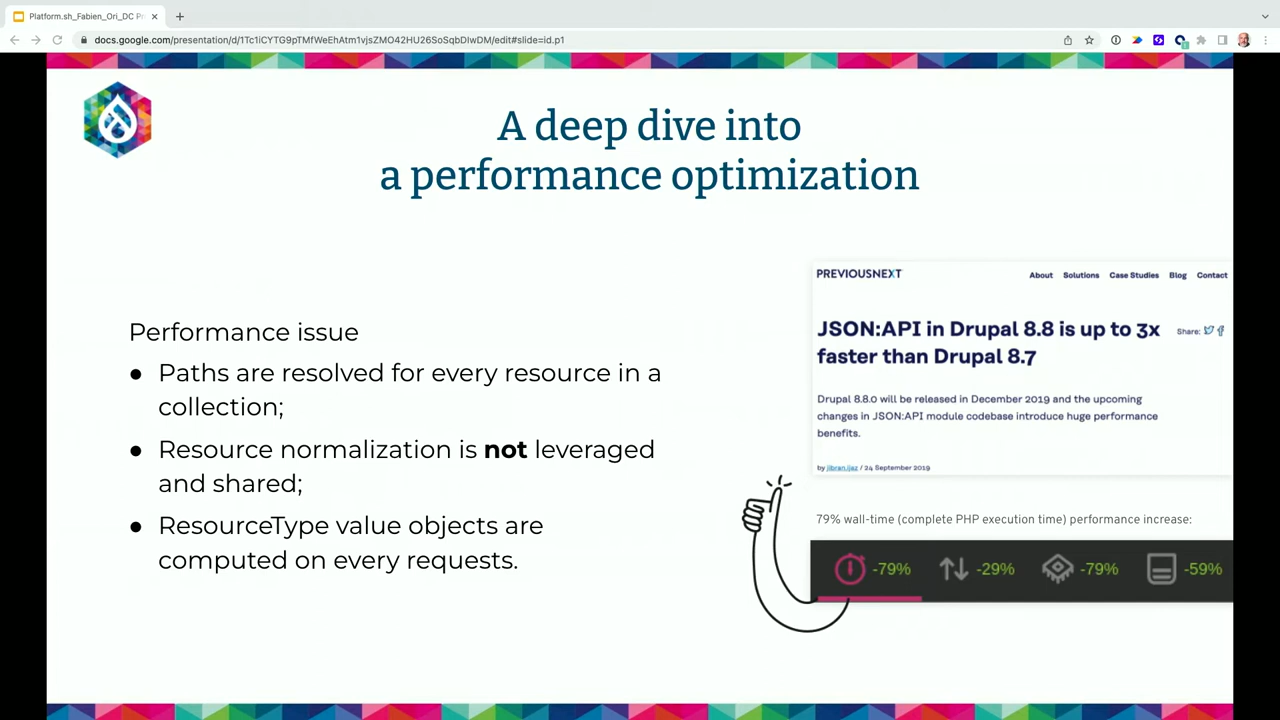 Platform.sh_Fabien_Ori_DC Pr
docs.google.com/presentation/d/1Tc1iCYTG9pTMfWeEhAtm1vjsZMO42HU26SoSqbDIwDM/edit#slide=id.p1
A deep dive into
a performance optimization
Performance issue
● Paths are resolved for every resource in a
collection;
● Resource normalization is not leveraged
and shared;
● ResourceType value objects are
computed on every requests.
PREVIOUSNEXT
About Solutions Case Studies Blog Contact
JSON:API in Drupal 8.8 is up to 3x
faster than Drupal 8.7
Share:
Drupal 8.8.0 will be released in December 2019 and the upcoming
changes in JSON:API module codebase introduce huge performance
benefits.
by jibran.ijaz / 24 September 2019
79% wall-time (complete PHP execution time) performance increase:
-79% -29% -79% -59%